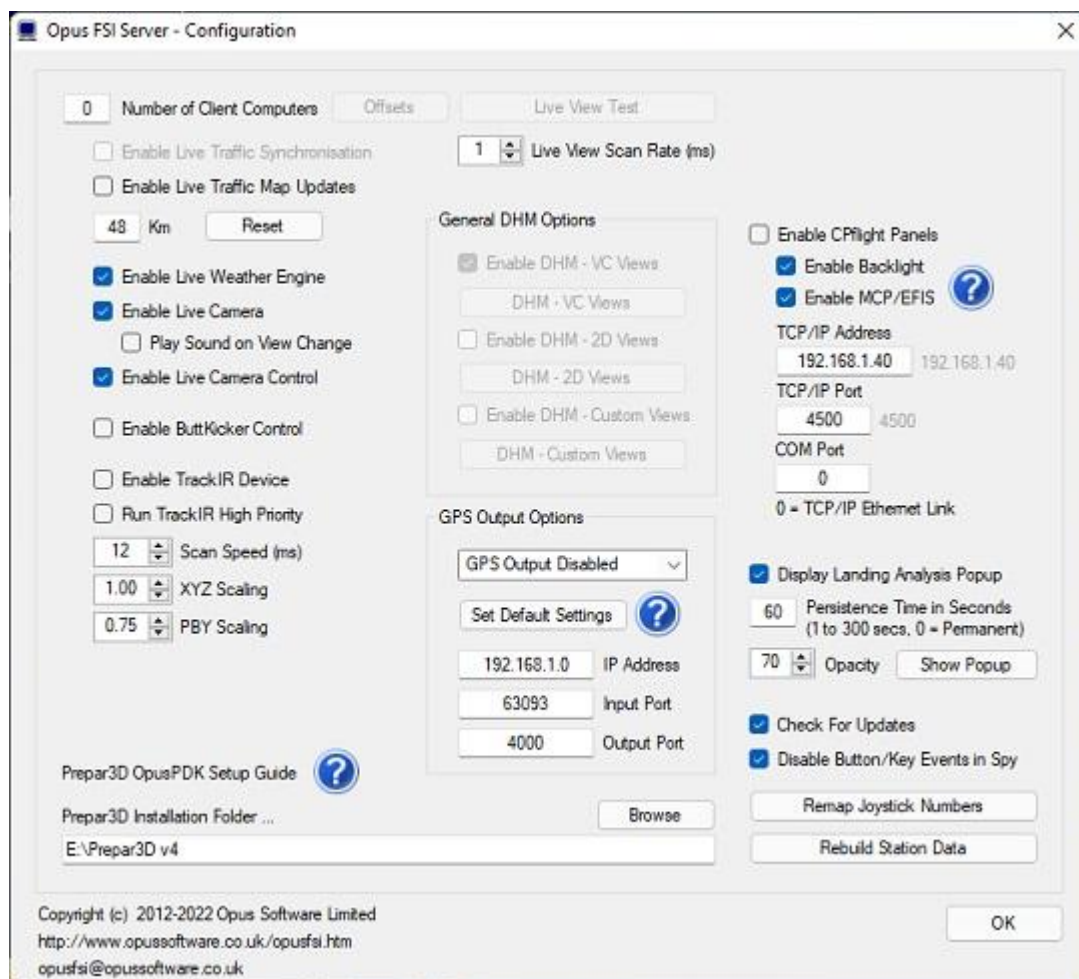 Opus FSI Server - Configuration
0 Number of Client Computers Offsets Live View Test
Enable Live Traffic Synchronisation
1 Live View Scan Rate (ms)
Enable Live Traffic Map Updates
48 Km Reset
Enable Live Weather Engine
Enable Live Camera
Play Sound on View Change
Enable Live Camera Control
Enable ButtKicker Control
Enable TrackIR Device
Run TrackIR High Priority
12 Scan Speed (ms)
1.00 XYZ Scaling
0.75 PBY Scaling
General DHM Options
Enable DHM - VC Views
DHM - VC Views
Enable DHM - 2D Views
DHM - 2D Views
Enable DHM - Custom Views
DHM - Custom Views
GPS Output Options
GPS Output Disabled
Set Default Settings ?
192.168.1.0 IP Address
63093 Input Port
4000 Output Port
Enable CPflight Panels
Enable Backlight
Enable MCP/EFIS ?
TCP/IP Address
192.168.1.40 192.168.1.40
TCP/IP Port
4500 4500
COM Port
0
0 = TCP/IP Ethernet Link
Display Landing Analysis Popup
60 Persistence Time in Seconds
(1 to 300 secs, 0 = Permanent)
70 Opacity Show Popup
Check For Updates
Disable Button/Key Events in Spy
Remap Joystick Numbers
Rebuild Station Data
Prepar3D OpusPDK Setup Guide ?
Prepar3D Installation Folder ... Browse
E:\Prepar3D v4
Copyright (c) 2012-2022 Opus Software Limited
http://www.opussoftware.co.uk/opusfsi.htm
opusfsi@opussoftware.co.uk
OK